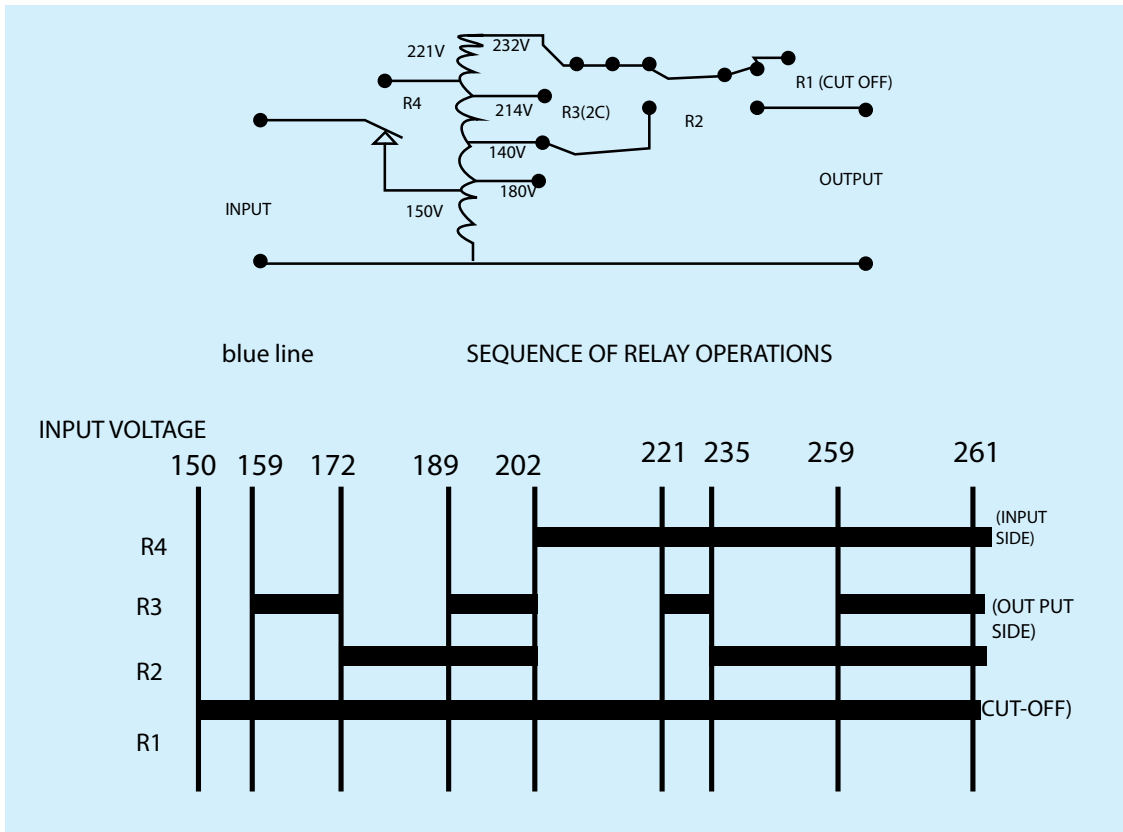 221V
232V
R4
214V
R3(2C)
R2
R1 (CUT OFF)
140V
180V
150V
INPUT
OUTPUT
blue line
SEQUENCE OF RELAY OPERATIONS
INPUT VOLTAGE
150 159 172 189 202 221 235 259 261
R4
(INPUT
SIDE)
R3
(OUT PUT
SIDE)
R2
CUT-OFF)
R1